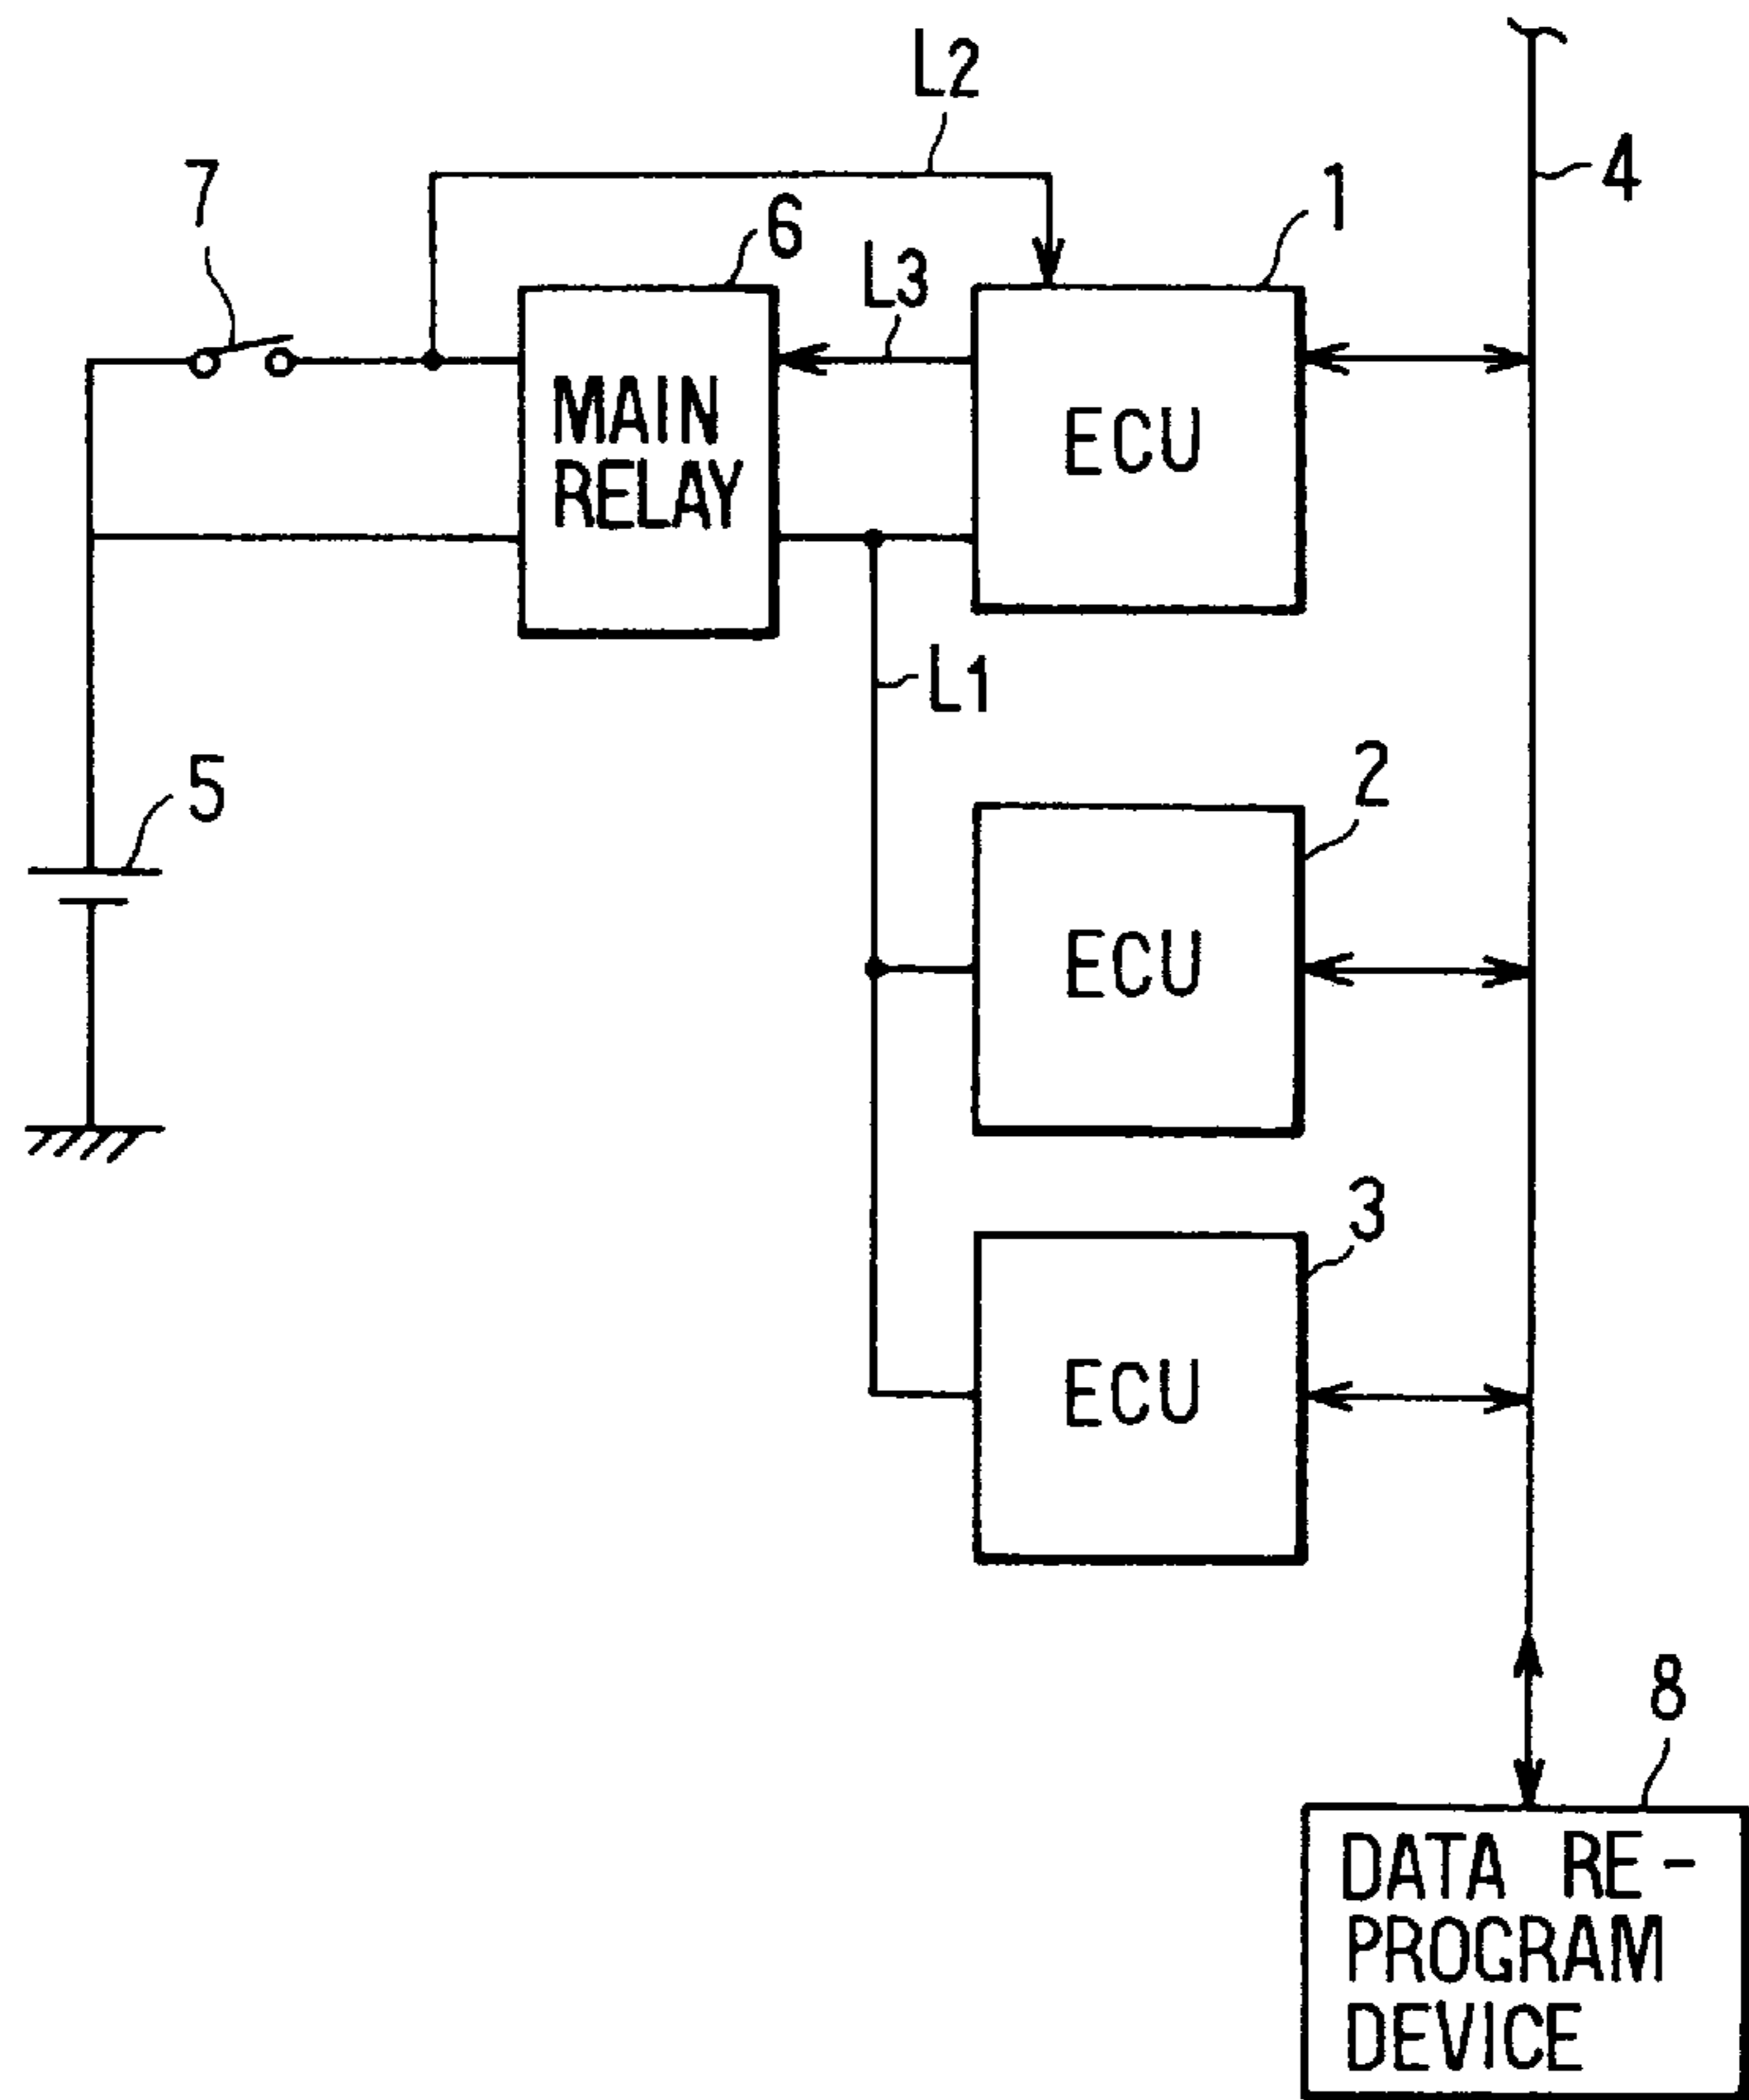 L2
7
6
L3
1
4
MAIN
RELAY
ECU
L1
5
2
ECU
3
ECU
8
DATA RE-
PROGRAM
DEVICE